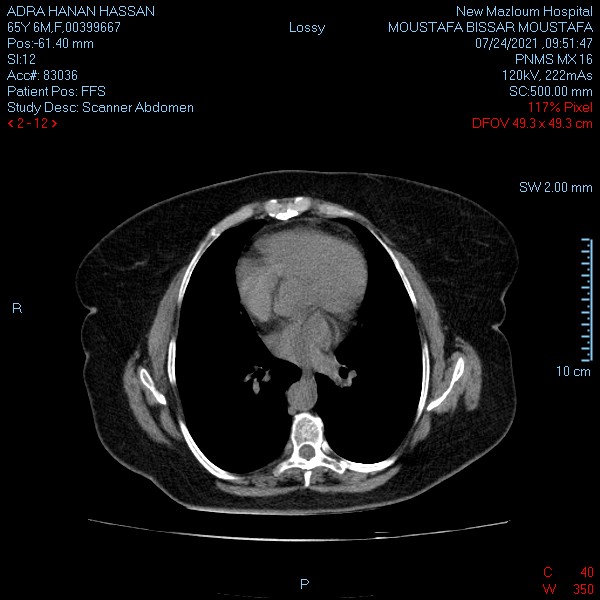 ADRA HANAN HASSAN
65Y 6M,F,00399667
Pos:-61.40 mm
SI:12
Acc#: 83036
Patient Pos: FFS
Study Desc: Scanner Abdomen
< 2 - 12 >
Lossy
New Mazloum Hospital
MOUSTAFA BISSAR MOUSTAFA
07/24/2021 ,09:51:47
PNMS MX 16
120kV, 222mAs
SC:500.00 mm
117% Pixel
DFOV 49.3 x 49.3 cm
SW 2.00 mm
R
10 cm
P
C 40
W 350